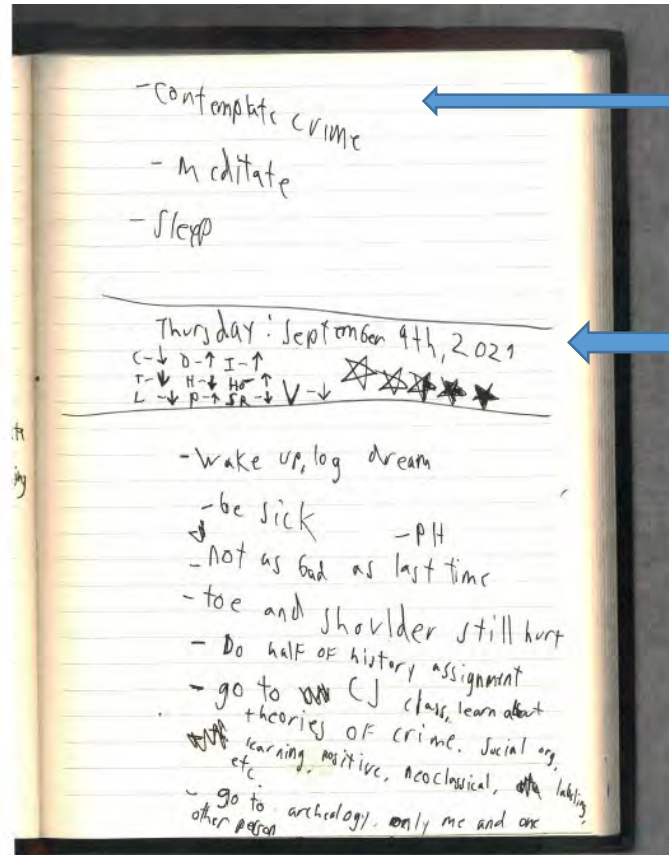 - Contemplate crime
- Meditate
- Sleep
Thursday: September 9th, 2021
C-↓ D-↑ I-↑
T-↓ H-↓ Ho-↑
L-↓ P-↑ SR-↓ V-↓
- Wake up, log dream
- be sick - PH
- not as bad as last time
- toe and shoulder still hurt
- Do half of history assignment
- go to CJ class, learn about
theories of crime. Social org,
learning, positive, neoclassical, labeling,
etc.
- go to archeology. only me and one
other person